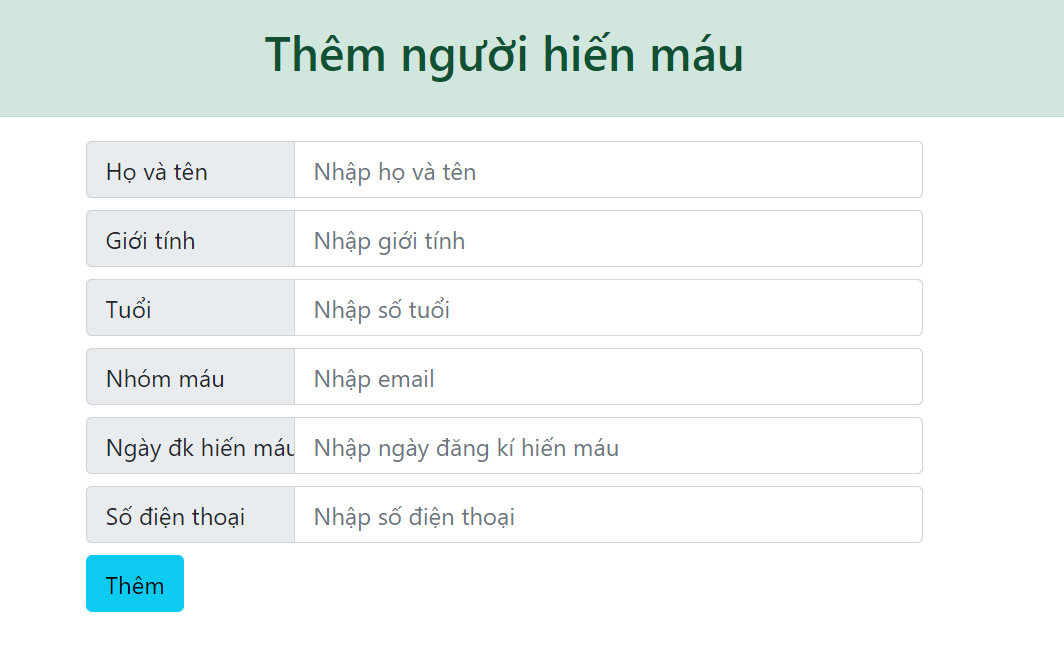 Thêm người hiến máu
Họ và tên Nhập họ và tên
Giới tính Nhập giới tính
Tuổi Nhập số tuổi
Nhóm máu Nhập email
Ngày đk hiến máu Nhập ngày đăng kí hiến máu
Số điện thoại Nhập số điện thoại
Thêm